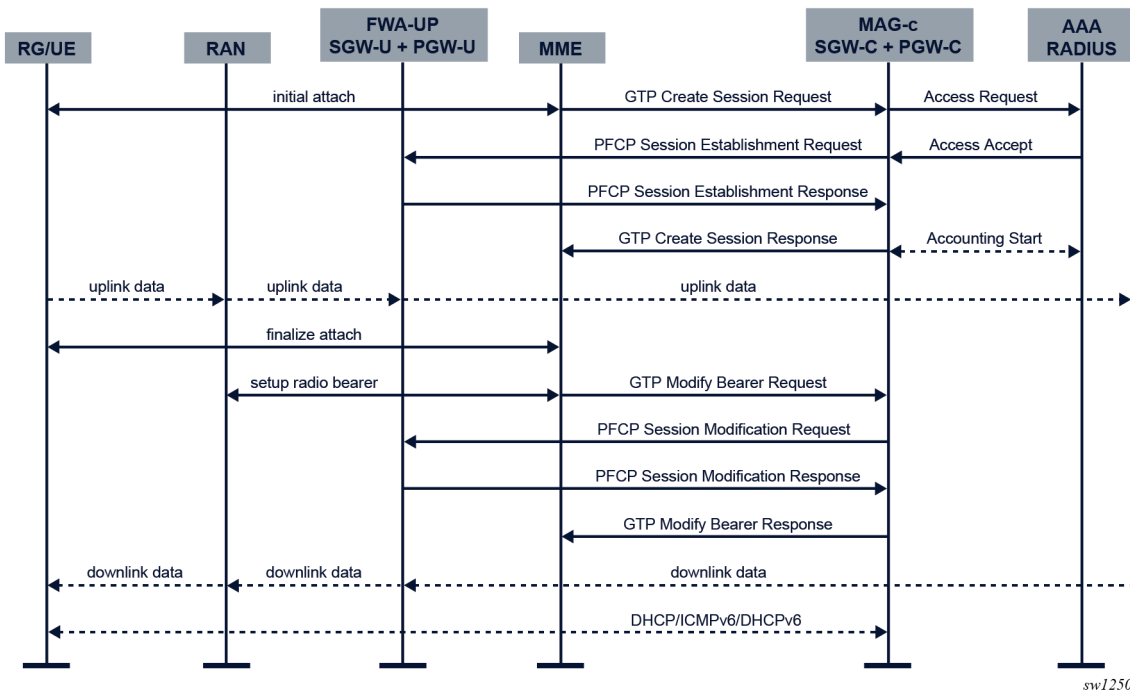 FWA-UP
MAG-c
AAA
RG/UE
RAN
SGW-U + PGW-U
MME
SGW-C + PGW-C
RADIUS
initial attach
GTP Create Session Request
Access Request
PFCP Session Establishment Request
Access Accept
PFCP Session Establishment Response
GTP Create Session Response
Accounting Start
uplink data
uplink data
uplink data
finalize attach
setup radio bearer
GTP Modify Bearer Request
PFCP Session Modification Request
PFCP Session Modification Response
GTP Modify Bearer Response
downlink data
downlink data
downlink data
DHCP/ICMPv6/DHCPv6
sw1250